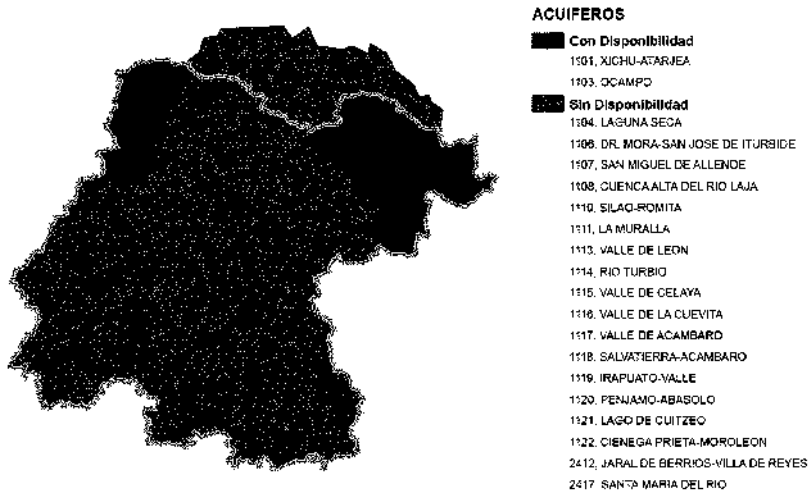 ACUIFEROS
Con Disponibilidad
1101, XICHU-ATARJEA
1103, OCAMPO
Sin Disponibilidad
1104, LAGUNA SECA
1106, DR. MORA-SAN JOSE DE ITURBIDE
1107, SAN MIGUEL DE ALLENDE
1108, CUENCA ALTA DEL RIO LAJA
1110, SILAO-ROMITA
1111, LA MURALLA
1113, VALLE DE LEON
1114, RIO TURBIO
1115, VALLE DE CELAYA
1116, VALLE DE LA CUEVITA
1117, VALLE DE ACAMBARO
1118, SALVATIERRA-ACAMBARO
1119, IRAPUATO-VALLE
1120, PENJAMO-ABASOLO
1121, LAGO DE CUITZEO
1122, CIENEGA PRIETA-MOROLEON
2412, JARAL DE BERRIOS-VILLA DE REYES
2417, SANTA MARIA DEL RIO